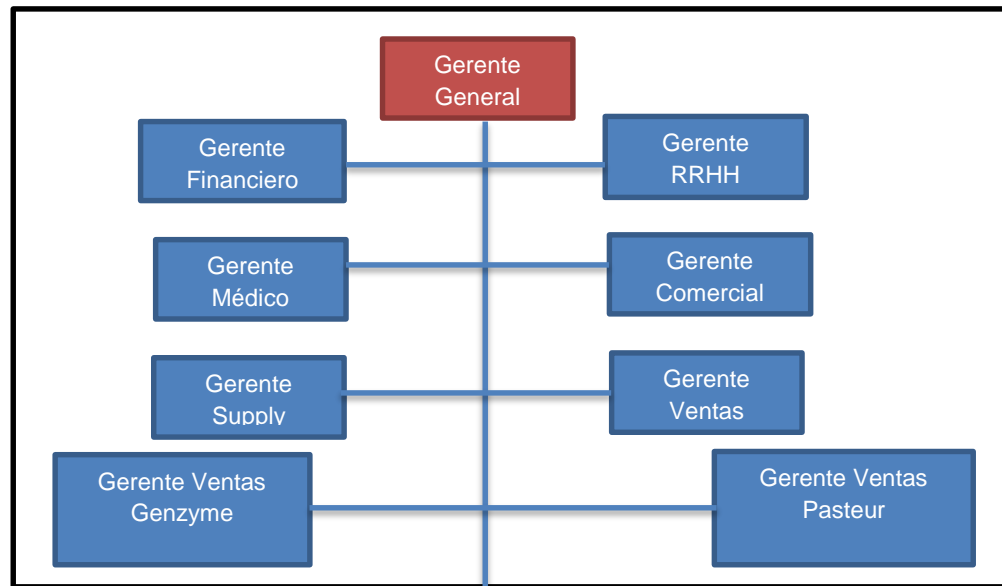 Gerente
General
Gerente
Financiero
Gerente
RRHH
Gerente
Médico
Gerente
Comercial
Gerente
Supply
Gerente
Ventas
Gerente Ventas
Genzyme
Gerente Ventas
Pasteur